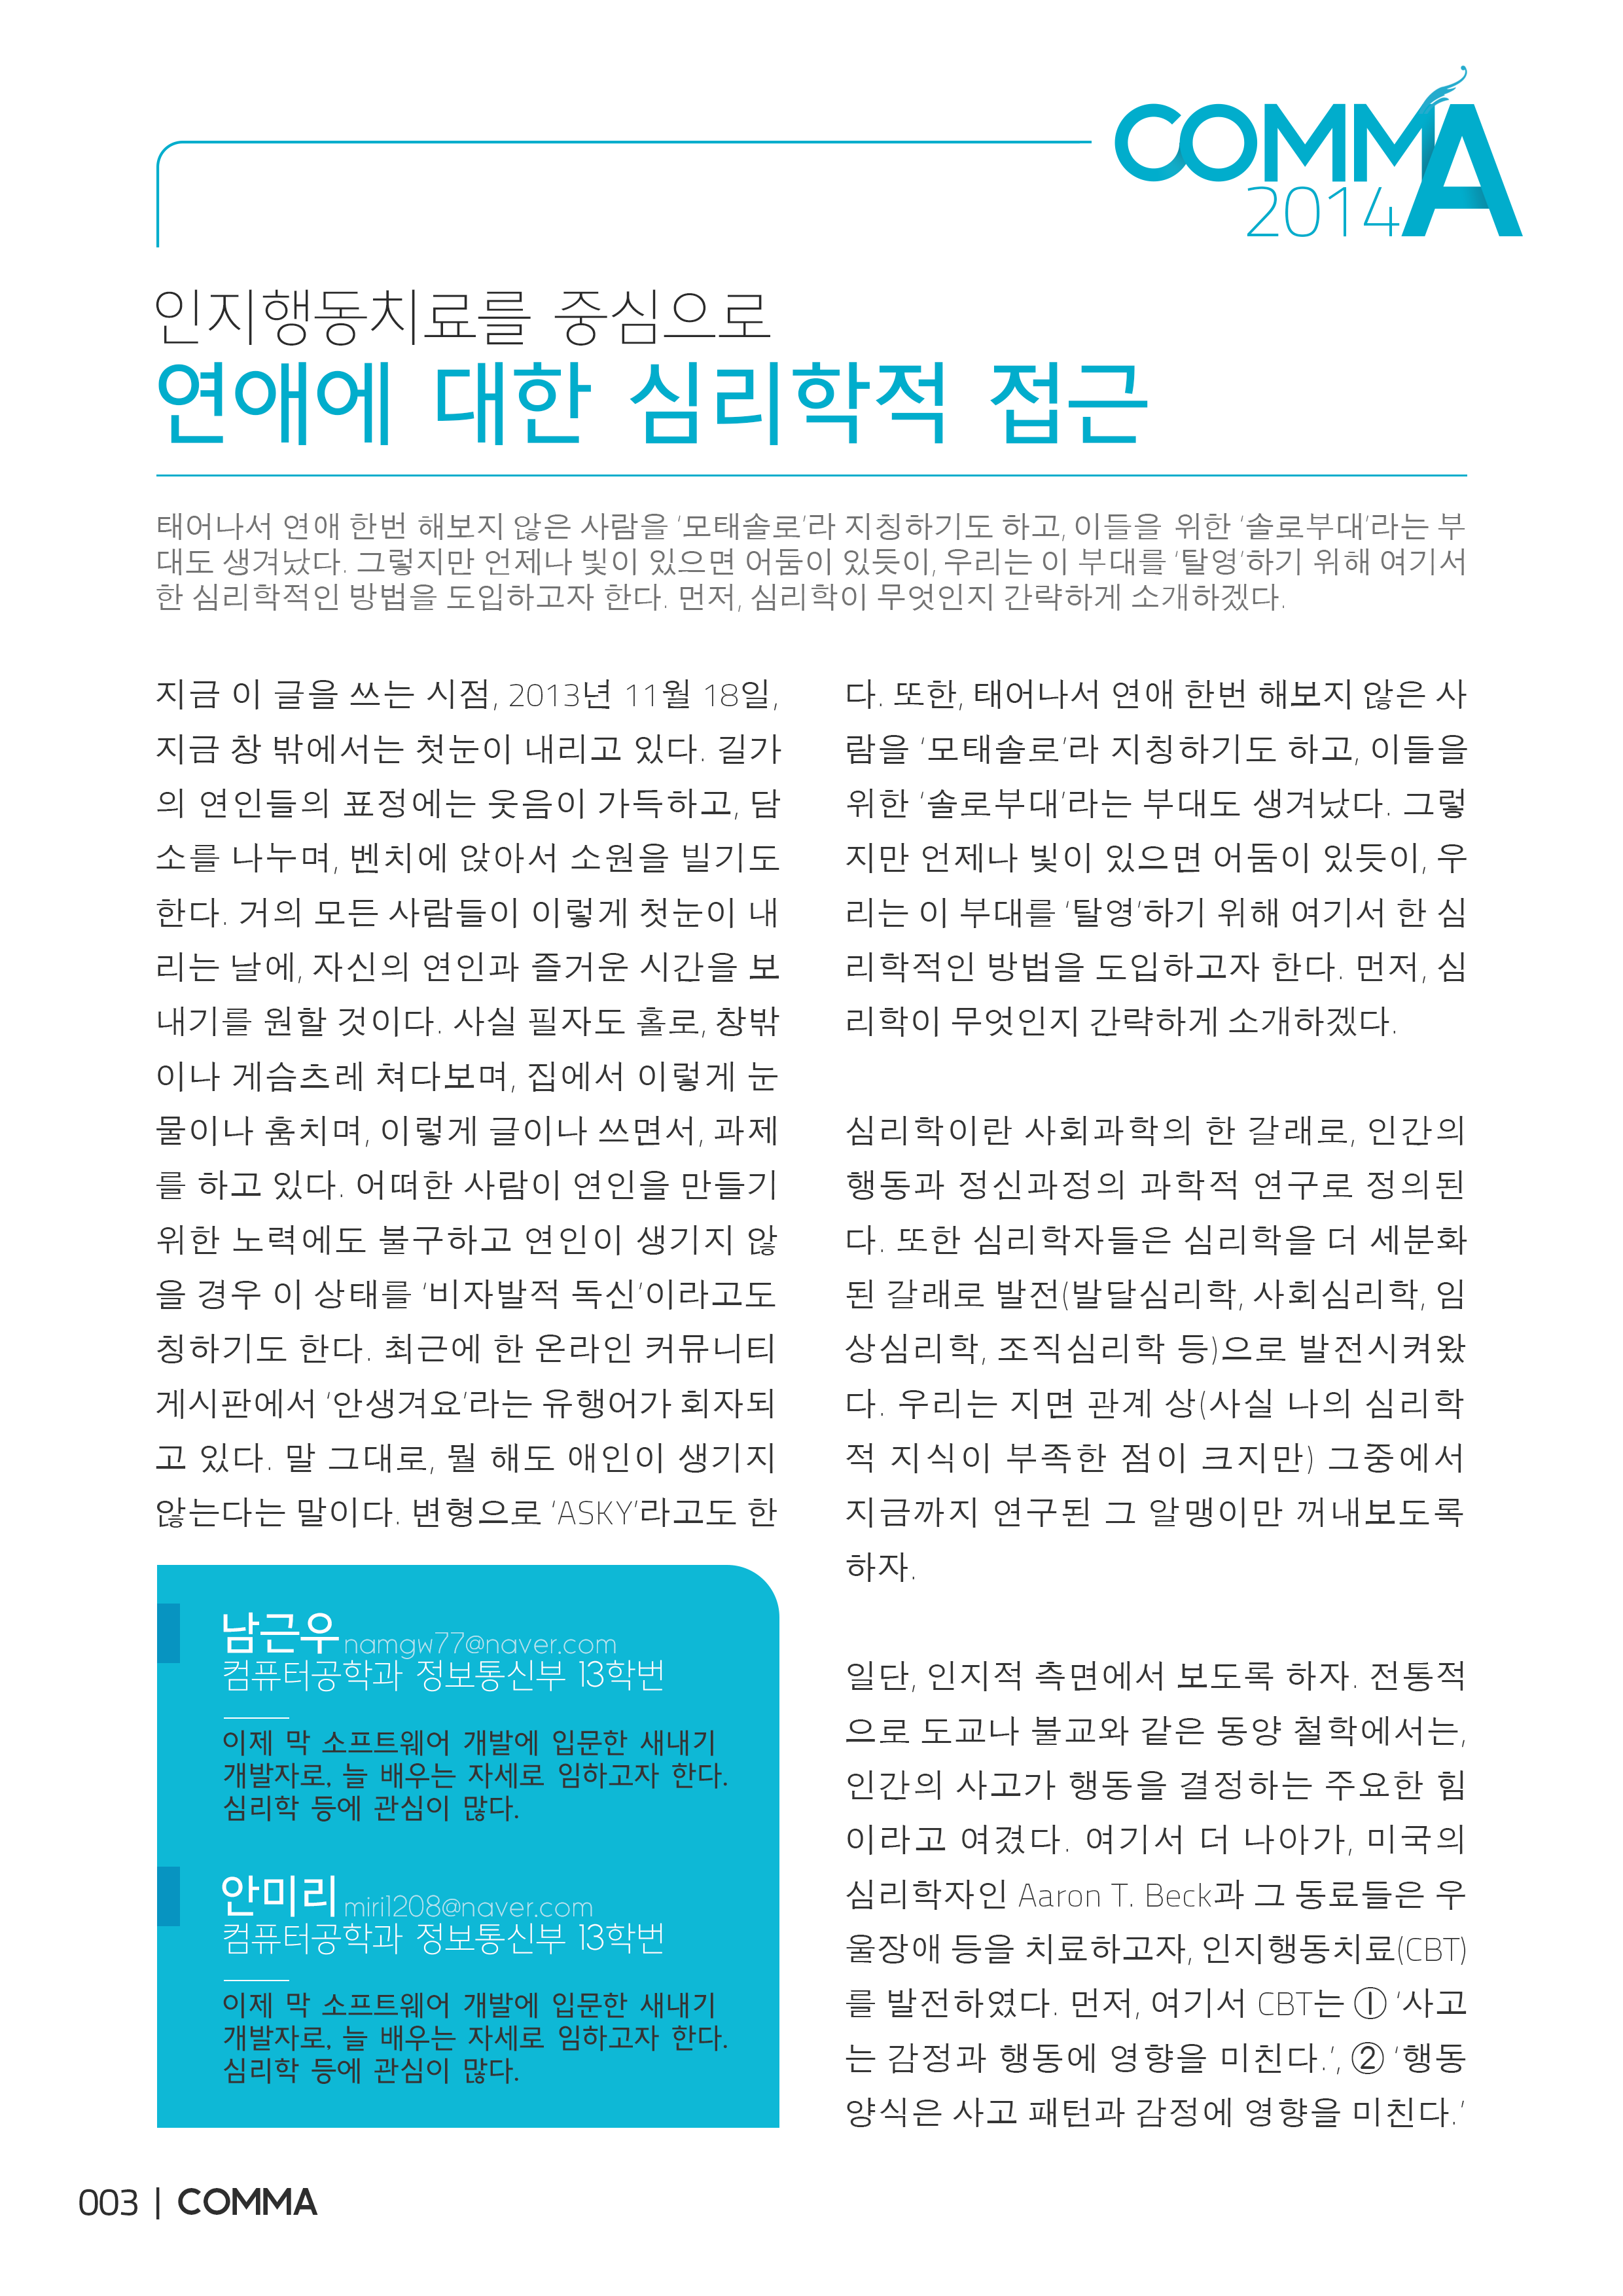 COMMA
2014
인지행동치료를 중심으로
연애에 대한 심리학적 접근
태어나서 연애 한번 해보지 않은 사람을 ‘모태솔로’라 지칭하기도 하고, 이들을 위한 ‘솔로부대’라는 부
대도 생겨났다. 그렇지만 언제나 빛이 있으면 어둠이 있듯이, 우리는 이 부대를 ‘탈영’하기 위해 여기서
한 심리학적인 방법을 도입하고자 한다. 먼저, 심리학이 무엇인지 간략하게 소개하겠다.
지금 이 글을 쓰는 시점, 2013년 11월 18일,
지금 창 밖에서는 첫눈이 내리고 있다. 길가
의 연인들의 표정에는 웃음이 가득하고, 담
소를 나누며, 벤치에 앉아서 소원을 빌기도
한다. 거의 모든 사람들이 이렇게 첫눈이 내
리는 날에, 자신의 연인과 즐거운 시간을 보
내기를 원할 것이다. 사실 필자도 홀로, 창밖
이나 게슴츠레 쳐다보며, 집에서 이렇게 눈
물이나 훔치며, 이렇게 글이나 쓰면서, 과제
를 하고 있다. 어떠한 사람이 연인을 만들기
위한 노력에도 불구하고 연인이 생기지 않
을 경우 이 상태를 ‘비자발적 독신’이라고도
칭하기도 한다. 최근에 한 온라인 커뮤니티
게시판에서 ‘안생겨요’라는 유행어가 회자되
고 있다. 말 그대로, 뭘 해도 애인이 생기지
않는다는 말이다. 변형으로 ‘ASKY’라고도 한
다. 또한, 태어나서 연애 한번 해보지 않은 사
람을 ‘모태솔로’라 지칭하기도 하고, 이들을
위한 ‘솔로부대’라는 부대도 생겨났다. 그렇
지만 언제나 빛이 있으면 어둠이 있듯이, 우
리는 이 부대를 ‘탈영’하기 위해 여기서 한 심
리학적인 방법을 도입하고자 한다. 먼저, 심
리학이 무엇인지 간략하게 소개하겠다.
심리학이란 사회과학의 한 갈래로, 인간의
행동과 정신과정의 과학적 연구로 정의된
다. 또한 심리학자들은 심리학을 더 세분화
된 갈래로 발전(발달심리학, 사회심리학, 임
상심리학, 조직심리학 등)으로 발전시켜왔
다. 우리는 지면 관계 상(사실 나의 심리학
적 지식이 부족한 점이 크지만) 그중에서
지금까지 연구된 그 알맹이만 꺼내보도록
하자.
일단, 인지적 측면에서 보도록 하자. 전통적
으로 도교나 불교와 같은 동양 철학에서는,
인간의 사고가 행동을 결정하는 주요한 힘
이라고 여겼다. 여기서 더 나아가, 미국의
심리학자인 Aaron T. Beck과 그 동료들은 우
울장애 등을 치료하고자, 인지행동치료(CBT)
를 발전하였다. 먼저, 여기서 CBT는 ① ‘사고
는 감정과 행동에 영향을 미친다.’, ② ‘행동
양식은 사고 패턴과 감정에 영향을 미친다.’
남근우 namgw77@naver.com
컴퓨터공학과 정보통신부 13학번
이제 막 소프트웨어 개발에 입문한 새내기
개발자로, 늘 배우는 자세로 임하고자 한다.
심리학 등에 관심이 많다.
안미리 miri1208@naver.com
컴퓨터공학과 정보통신부 13학번
이제 막 소프트웨어 개발에 입문한 새내기
개발자로, 늘 배우는 자세로 임하고자 한다.
심리학 등에 관심이 많다.
003 | COMMA